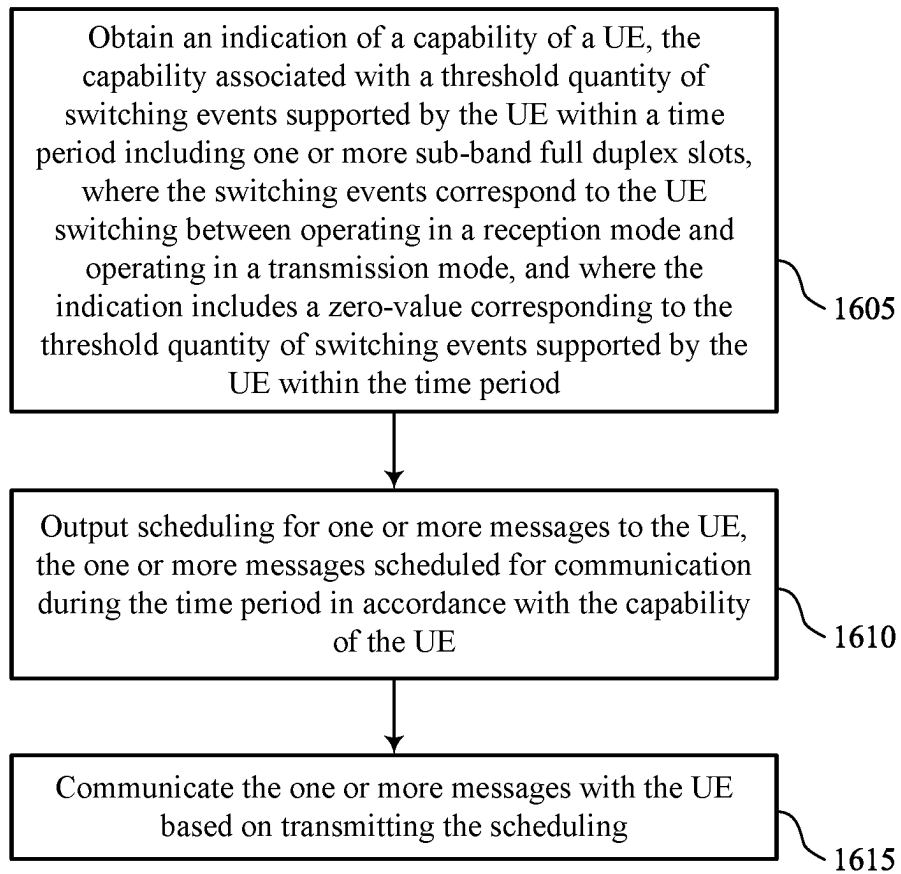 Obtain an indication of a capability of a UE, the
capability associated with a threshold quantity of
switching events supported by the UE within a time
period including one or more sub-band full duplex slots,
where the switching events correspond to the UE
switching between operating in a reception mode and
operating in a transmission mode, and where the
indication includes a zero-value corresponding to the
threshold quantity of switching events supported by the
UE within the time period
1605
Output scheduling for one or more messages to the UE,
the one or more messages scheduled for communication
during the time period in accordance with the capability
of the UE
1610
Communicate the one or more messages with the UE
based on transmitting the scheduling
1615